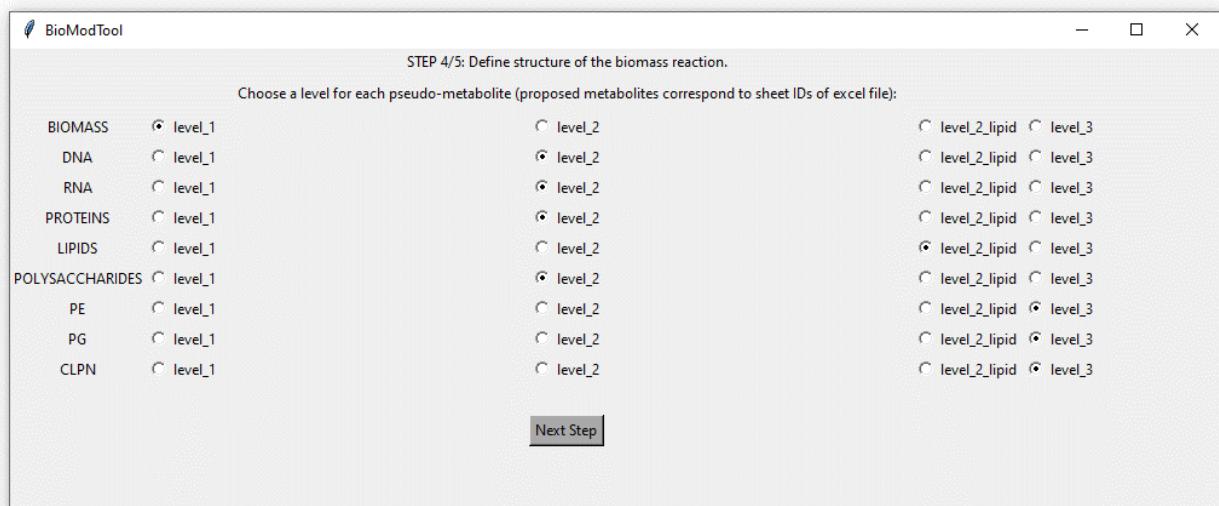 BioModTool
STEP 4/5: Define structure of the biomass reaction.
Choose a level for each pseudo-metabolite (proposed metabolites correspond to sheet IDs of excel file):
BIOMASS level_1 level_2 level_2_lipid level_3
DNA level_1 level_2 level_2_lipid level_3
RNA level_1 level_2 level_2_lipid level_3
PROTEINS level_1 level_2 level_2_lipid level_3
LIPIDS level_1 level_2 level_2_lipid level_3
POLYSACCHARIDES level_1 level_2 level_2_lipid level_3
PE level_1 level_2 level_2_lipid level_3
PG level_1 level_2 level_2_lipid level_3
CLPN level_1 level_2 level_2_lipid level_3
Next Step